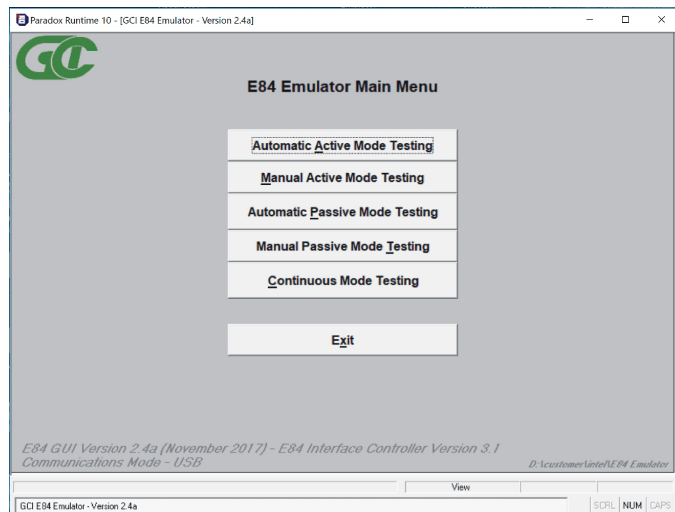 Paradox Runtime 10 - [GCI E84 Emulator - Version 2.4a]
GCI
E84 Emulator Main Menu
Automatic Active Mode Testing
Manual Active Mode Testing
Automatic Passive Mode Testing
Manual Passive Mode Testing
Continuous Mode Testing
Exit
E84 GUI Version 2.4a (November 2017) - E84 Interface Controller Version 3.1
Communications Mode - USB
D:\customer\intel\E84 Emulator
View
GCI E84 Emulator - Version 2.4a
SCRL NUM CAPS